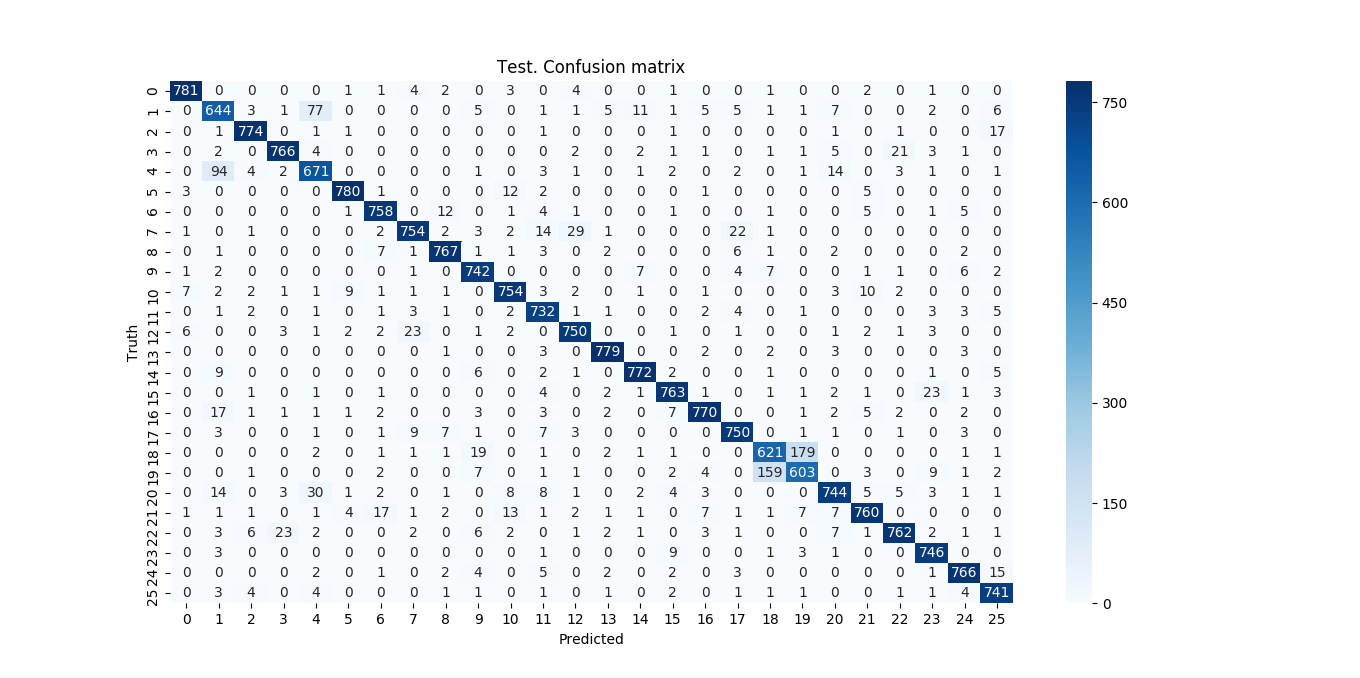 Test. Confusion matrix
0 781 0 0 0 0 1 1 4 2 0 3 0 4 0 0 1 0 0 1 0 0 2 0 1 0 0
1 0 644 3 1 77 0 0 0 0 5 0 1 1 5 11 1 5 5 1 1 7 0 0 2 0 6
2 0 1 774 0 1 1 0 0 0 0 0 1 0 0 0 1 0 0 0 0 1 0 1 0 0 17
3 0 2 0 766 4 0 0 0 0 0 0 0 2 0 2 1 1 0 1 1 5 0 21 3 1 0
4 0 94 4 2 671 0 0 0 0 1 0 3 1 0 1 2 0 2 0 1 14 0 3 1 0 1
5 3 0 0 0 0 780 1 0 0 0 12 2 0 0 0 0 1 0 0 0 0 5 0 0 0 0
6 0 0 0 0 0 1 758 0 12 0 1 4 1 0 0 1 0 0 1 0 0 5 0 1 5 0
7 1 0 1 0 0 0 2 754 2 3 2 14 29 1 0 0 0 22 1 0 0 0 0 0 0 0
8 0 1 0 0 0 0 7 1 767 1 1 3 0 2 0 0 0 6 1 0 2 0 0 0 2 0
9 1 2 0 0 0 0 0 1 0 742 0 0 0 0 7 0 0 4 7 0 0 1 1 0 6 2
10 7 2 2 1 1 9 1 1 1 0 754 3 2 0 1 0 1 0 0 0 3 10 2 0 0 0
11 0 1 2 0 1 0 1 3 1 0 2 732 1 1 0 0 2 4 0 1 0 0 0 3 3 5
12 6 0 0 3 1 2 2 23 0 1 2 0 750 0 0 1 0 1 0 0 1 2 1 3 0 0
13 0 0 0 0 0 0 0 0 1 0 0 3 0 779 0 0 2 0 2 0 3 0 0 0 3 0
14 0 9 0 0 0 0 0 0 0 6 0 2 1 0 772 2 0 0 1 0 0 0 0 1 0 5
15 0 0 1 0 1 0 1 0 0 0 0 4 0 2 1 763 1 0 1 1 2 1 0 23 1 3
16 0 17 1 1 1 2 0 0 0 3 0 3 0 2 0 7 770 0 0 1 2 5 2 0 2 0
17 0 3 0 0 1 0 1 9 7 1 0 7 3 0 0 0 0 750 0 1 1 0 1 0 3 0
18 0 0 0 0 2 0 1 1 1 19 0 1 0 2 1 1 0 0 621 179 0 0 0 0 1 1
19 0 0 1 0 0 0 2 0 0 7 0 1 1 0 0 2 4 0 159 603 0 3 0 9 1 2
20 0 14 0 3 30 1 2 0 1 0 8 8 1 0 2 4 3 0 0 0 744 5 5 3 1 1
21 1 1 1 0 1 4 17 1 2 0 13 1 2 1 1 0 7 1 1 7 7 760 0 0 0 0
22 0 3 6 23 2 0 0 2 0 6 2 0 1 2 1 0 3 1 0 0 7 1 762 2 1 1
23 0 3 0 0 0 0 0 0 0 0 0 1 0 0 0 9 0 0 1 3 1 0 0 746 0 0
24 0 0 0 0 2 0 1 0 2 4 0 5 0 2 0 2 0 3 0 0 0 0 0 1 766 15
25 0 3 4 0 4 0 0 0 1 1 0 1 0 1 0 2 0 1 1 1 0 0 1 1 4 741
0 1 2 3 4 5 6 7 8 9 10 11 12 13 14 15 16 17 18 19 20 21 22 23 24 25
Predicted
Truth
750
600
450
300
150
0